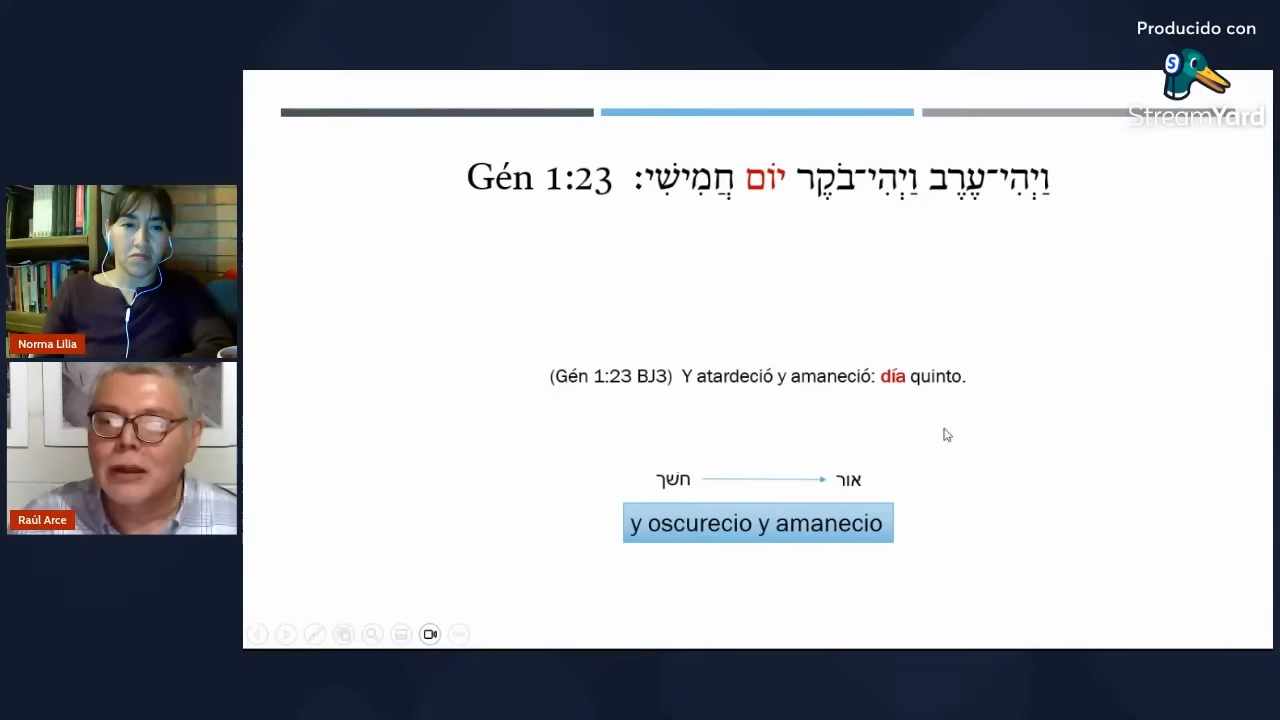 Producido con
StreamYard
Gén 1:23 וַיְהִי־עֶרֶב וַיְהִי־בֹקֶר יוֹם חֲמִישִׁי׃
Norma Lilia
(Gén 1:23 BJ3) Y atardeció y amaneció: día quinto.
חשך אור
Raúl Arce
y oscurecio y amanecio